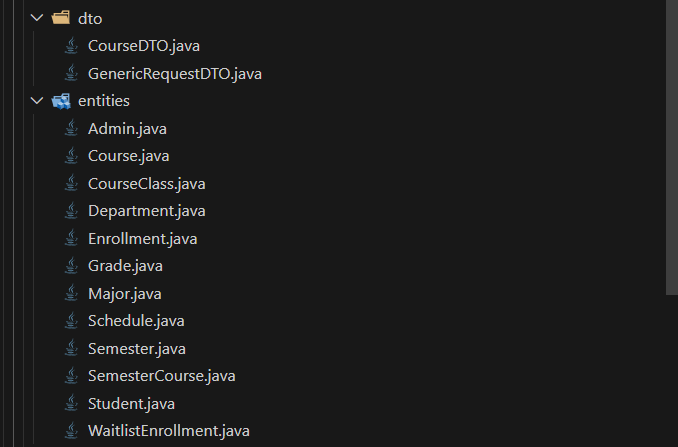 dto
CourseDTO.java
GenericRequestDTO.java
entities
Admin.java
Course.java
CourseClass.java
Department.java
Enrollment.java
Grade.java
Major.java
Schedule.java
Semester.java
SemesterCourse.java
Student.java
WaitlistEnrollment.java